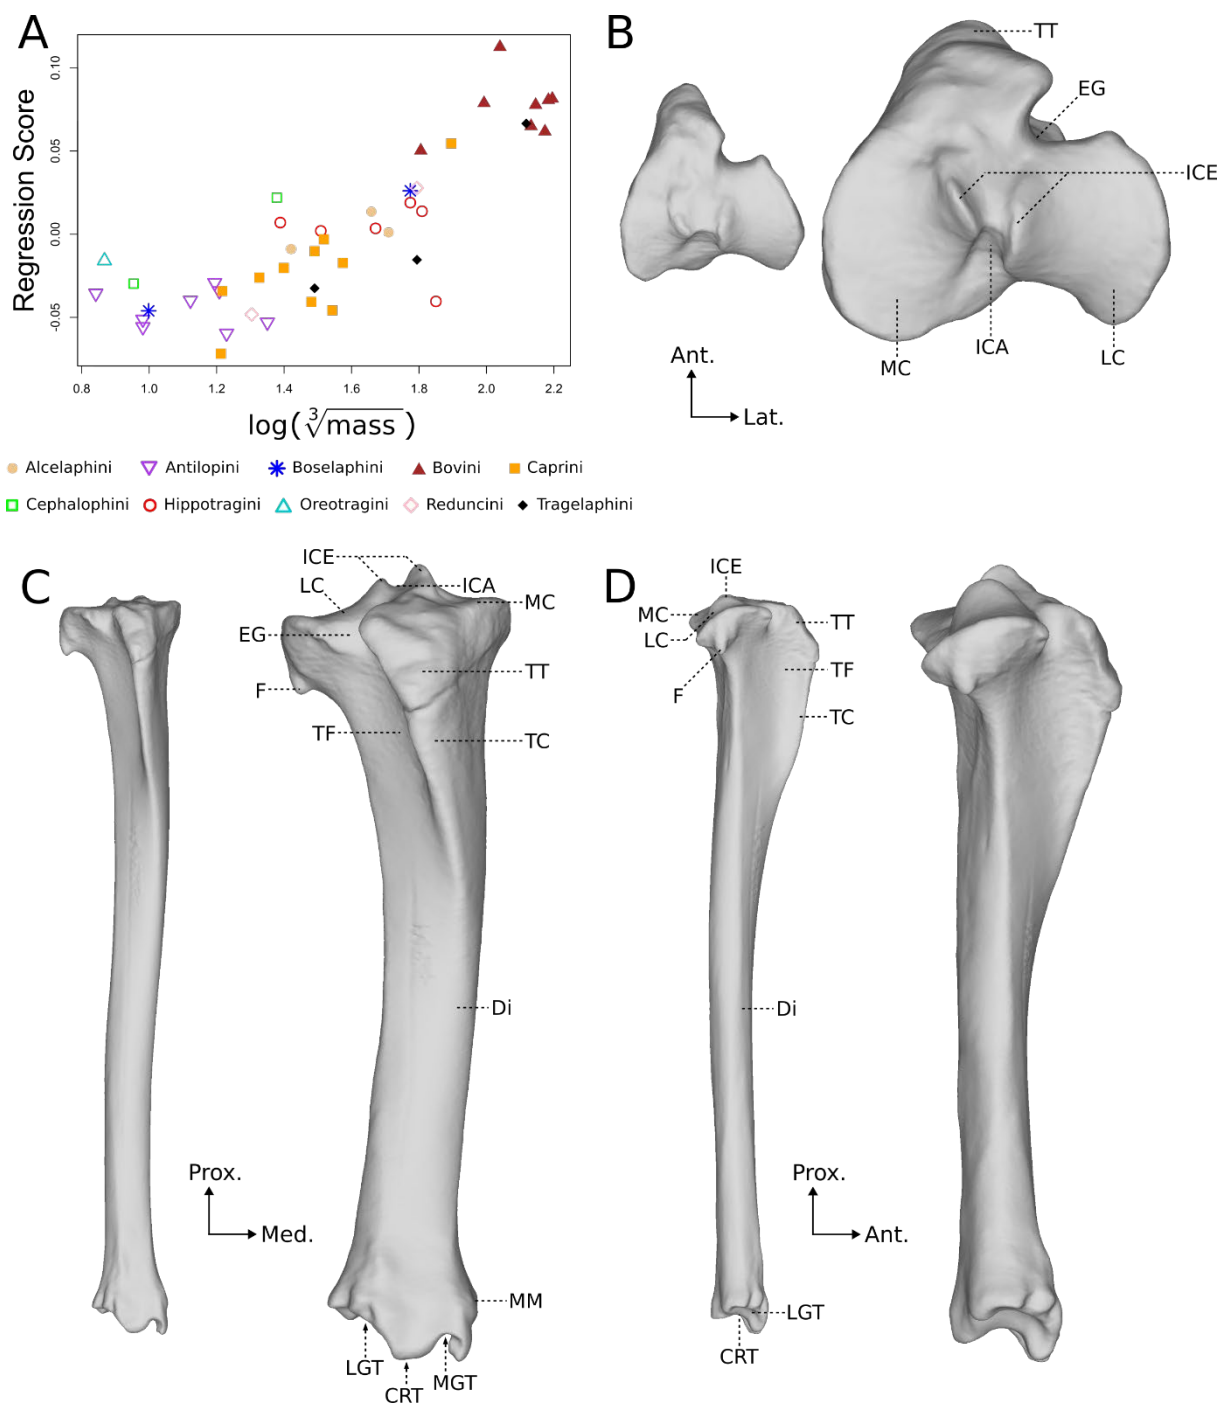 A
Regression Score
0.10
0.05
0.00
-0.05
0.8 1.0 1.2 1.4 1.6 1.8 2.0 2.2
log(∛mass)
Alcelaphini Antilopini Boselaphini Bovini Caprini
Cephalophini Hippotragini Oreotragini Reduncini Tragelaphini
B
TT
EG
ICE
MC
ICA
LC
Ant.
Lat.
C
ICE
LC
ICA
MC
EG
TT
F
TF
TC
Di
Prox.
Med.
MM
LGT
CRT
MGT
D
ICE
MC
LC
TT
F
TF
TC
Di
Prox.
Ant.
LGT
CRT